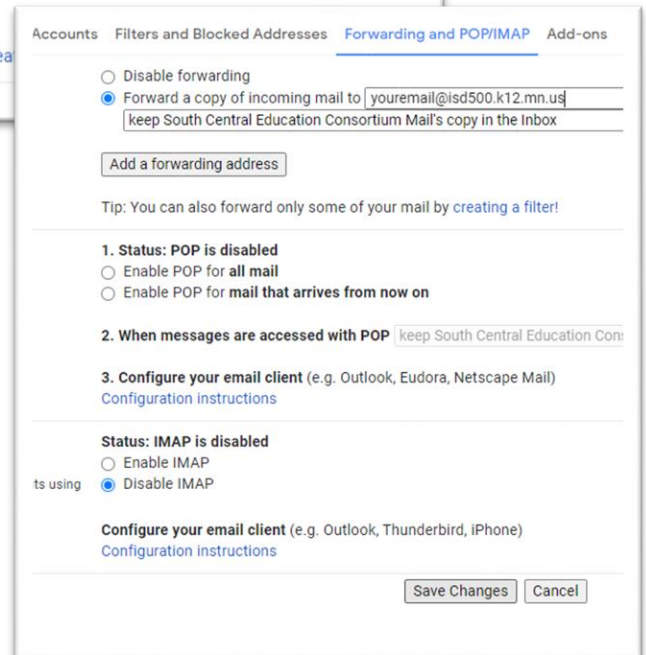 Accounts Filters and Blocked Addresses Forwarding and POP/IMAP Add-ons
Disable forwarding
Forward a copy of incoming mail to youremail@isd500.k12.mn.us
keep South Central Education Consortium Mail's copy in the Inbox
Add a forwarding address
Tip: You can also forward only some of your mail by creating a filter!
1. Status: POP is disabled
Enable POP for all mail
Enable POP for mail that arrives from now on
2. When messages are accessed with POP keep South Central Education
3. Configure your email client (e.g. Outlook, Eudora, Netscape Mail)
Configuration instructions
Status: IMAP is disabled
Enable IMAP
ts using Disable IMAP
Configure your email client (e.g. Outlook, Thunderbird, iPhone)
Configuration instructions
Save Changes Cancel